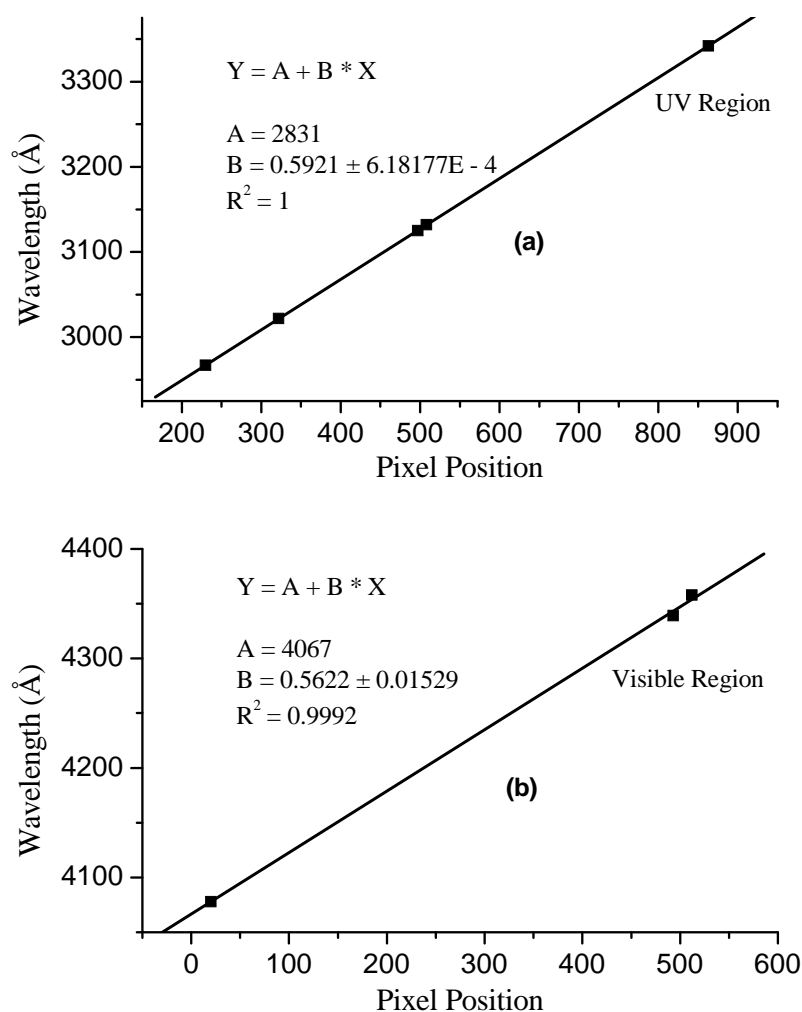 3300
3200
3100
3000
Wavelength (Å)
Y = A + B * X
A = 2831
B = 0.5921 ± 6.18177E - 4
R² = 1
UV Region
(a)
200 300 400 500 600 700 800 900
Pixel Position
4400
4300
4200
4100
Wavelength (Å)
Y = A + B * X
A = 4067
B = 0.5622 ± 0.01529
R² = 0.9992
Visible Region
(b)
0 100 200 300 400 500 600
Pixel Position